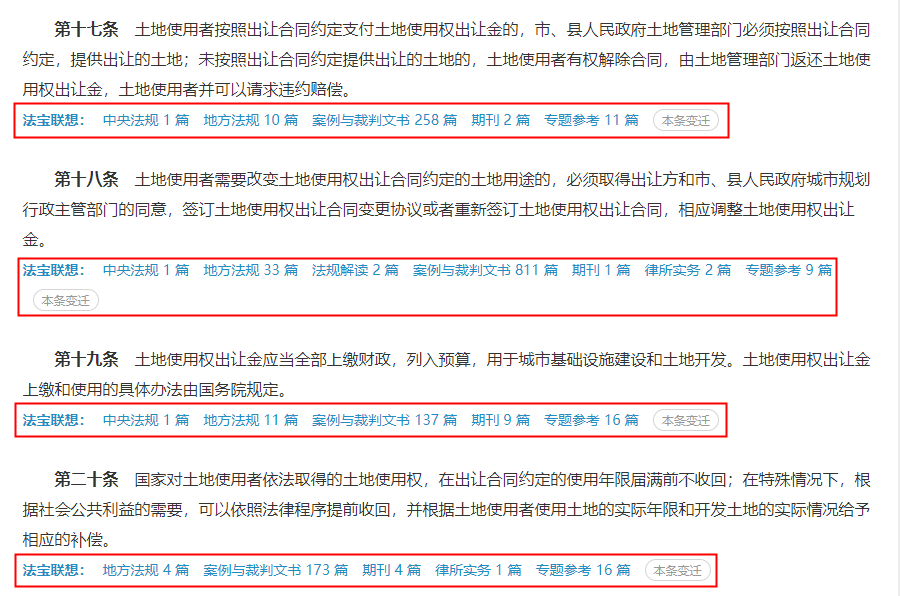 第十七条 土地使用者按照出让合同约定支付土地使用权出让金的，市、县人民政府土地管理部门必须按照出让合同
约定，提供出让的土地；未按照出让合同约定提供出让的土地的，土地使用者有权解除合同，由土地管理部门返还土地使
用权出让金，土地使用者并可以请求违约赔偿。
法宝联想： 中央法规 1 篇 地方法规 10 篇 案例与裁判文书 258 篇 期刊 2 篇 专题参考 11 篇 本条变迁
第十八条 土地使用者需要改变土地使用权出让合同约定的土地用途的，必须取得出让方和市、县人民政府城市规划
行政主管部门的同意，签订土地使用权出让合同变更协议或者重新签订土地使用权出让合同，相应调整土地使用权出让
金。
法宝联想： 中央法规 1 篇 地方法规 33 篇 法规解读 2 篇 案例与裁判文书 811 篇 期刊 1 篇 律所实务 2 篇 专题参考 9 篇
本条变迁
第十九条 土地使用权出让金应当全部上缴财政，列入预算，用于城市基础设施建设和土地开发。土地使用权出让金
上缴和使用的具体办法由国务院规定。
法宝联想： 中央法规 1 篇 地方法规 11 篇 案例与裁判文书 137 篇 期刊 9 篇 专题参考 16 篇 本条变迁
第二十条 国家对土地使用者依法取得的土地使用权，在出让合同约定的使用年限届满前不收回；在特殊情况下，根
据社会公共利益的需要，可以依照法律程序提前收回，并根据土地使用者使用土地的实际年限和开发土地的实际情况给予
相应的补偿。
法宝联想： 地方法规 4 篇 案例与裁判文书 173 篇 期刊 4 篇 律所实务 1 篇 专题参考 16 篇 本条变迁